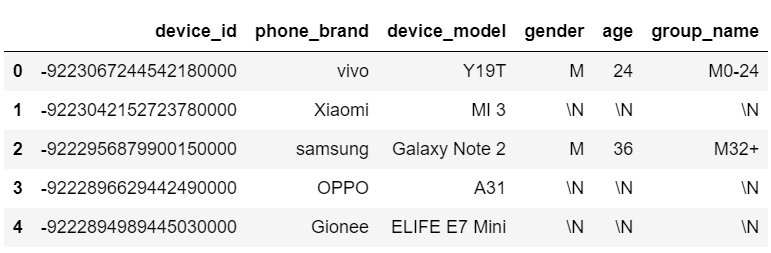 device_id phone_brand device_model gender age group_name
0 -9223067244542180000 vivo Y19T M 24 M0-24
1 -9223042152723780000 Xiaomi MI 3 \N \N \N
2 -9222956879900150000 samsung Galaxy Note 2 M 36 M32+
3 -9222896629442490000 OPPO A31 \N \N \N
4 -9222894989445030000 Gionee ELIFE E7 Mini \N \N \N